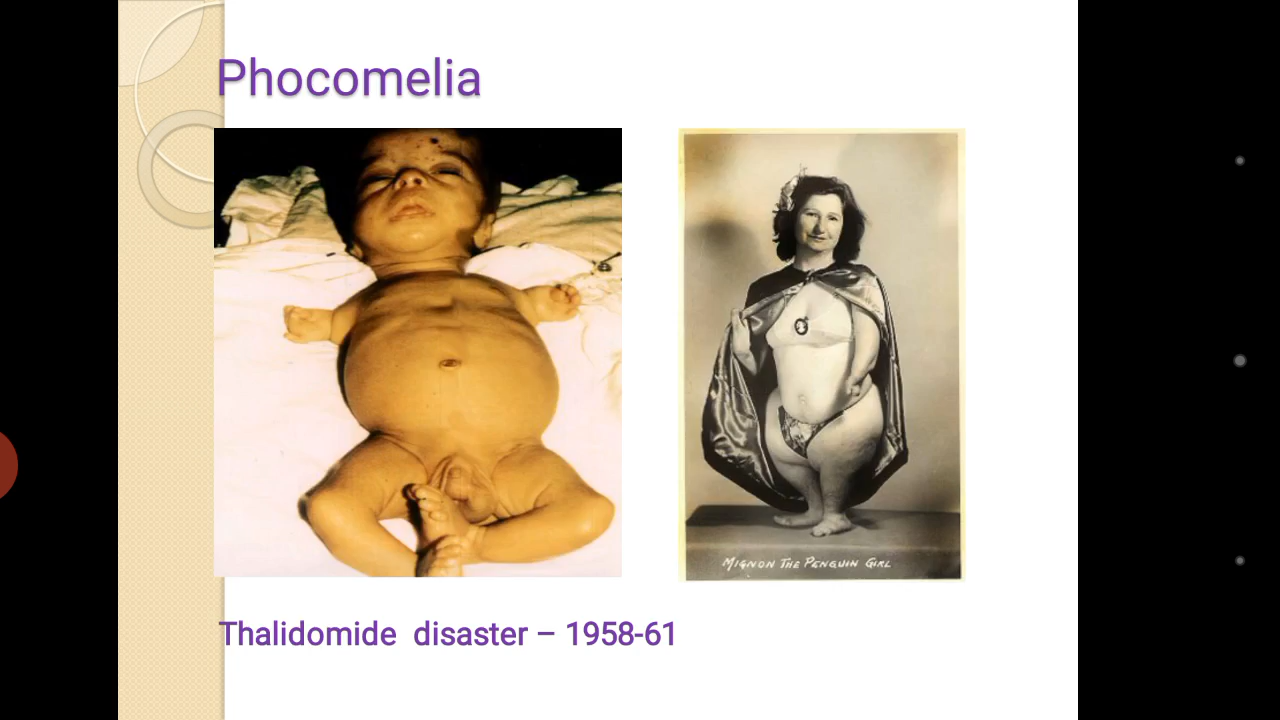 Phocomelia
MIGNON THE PENGUIN GIRL
Thalidomide disaster – 1958-61